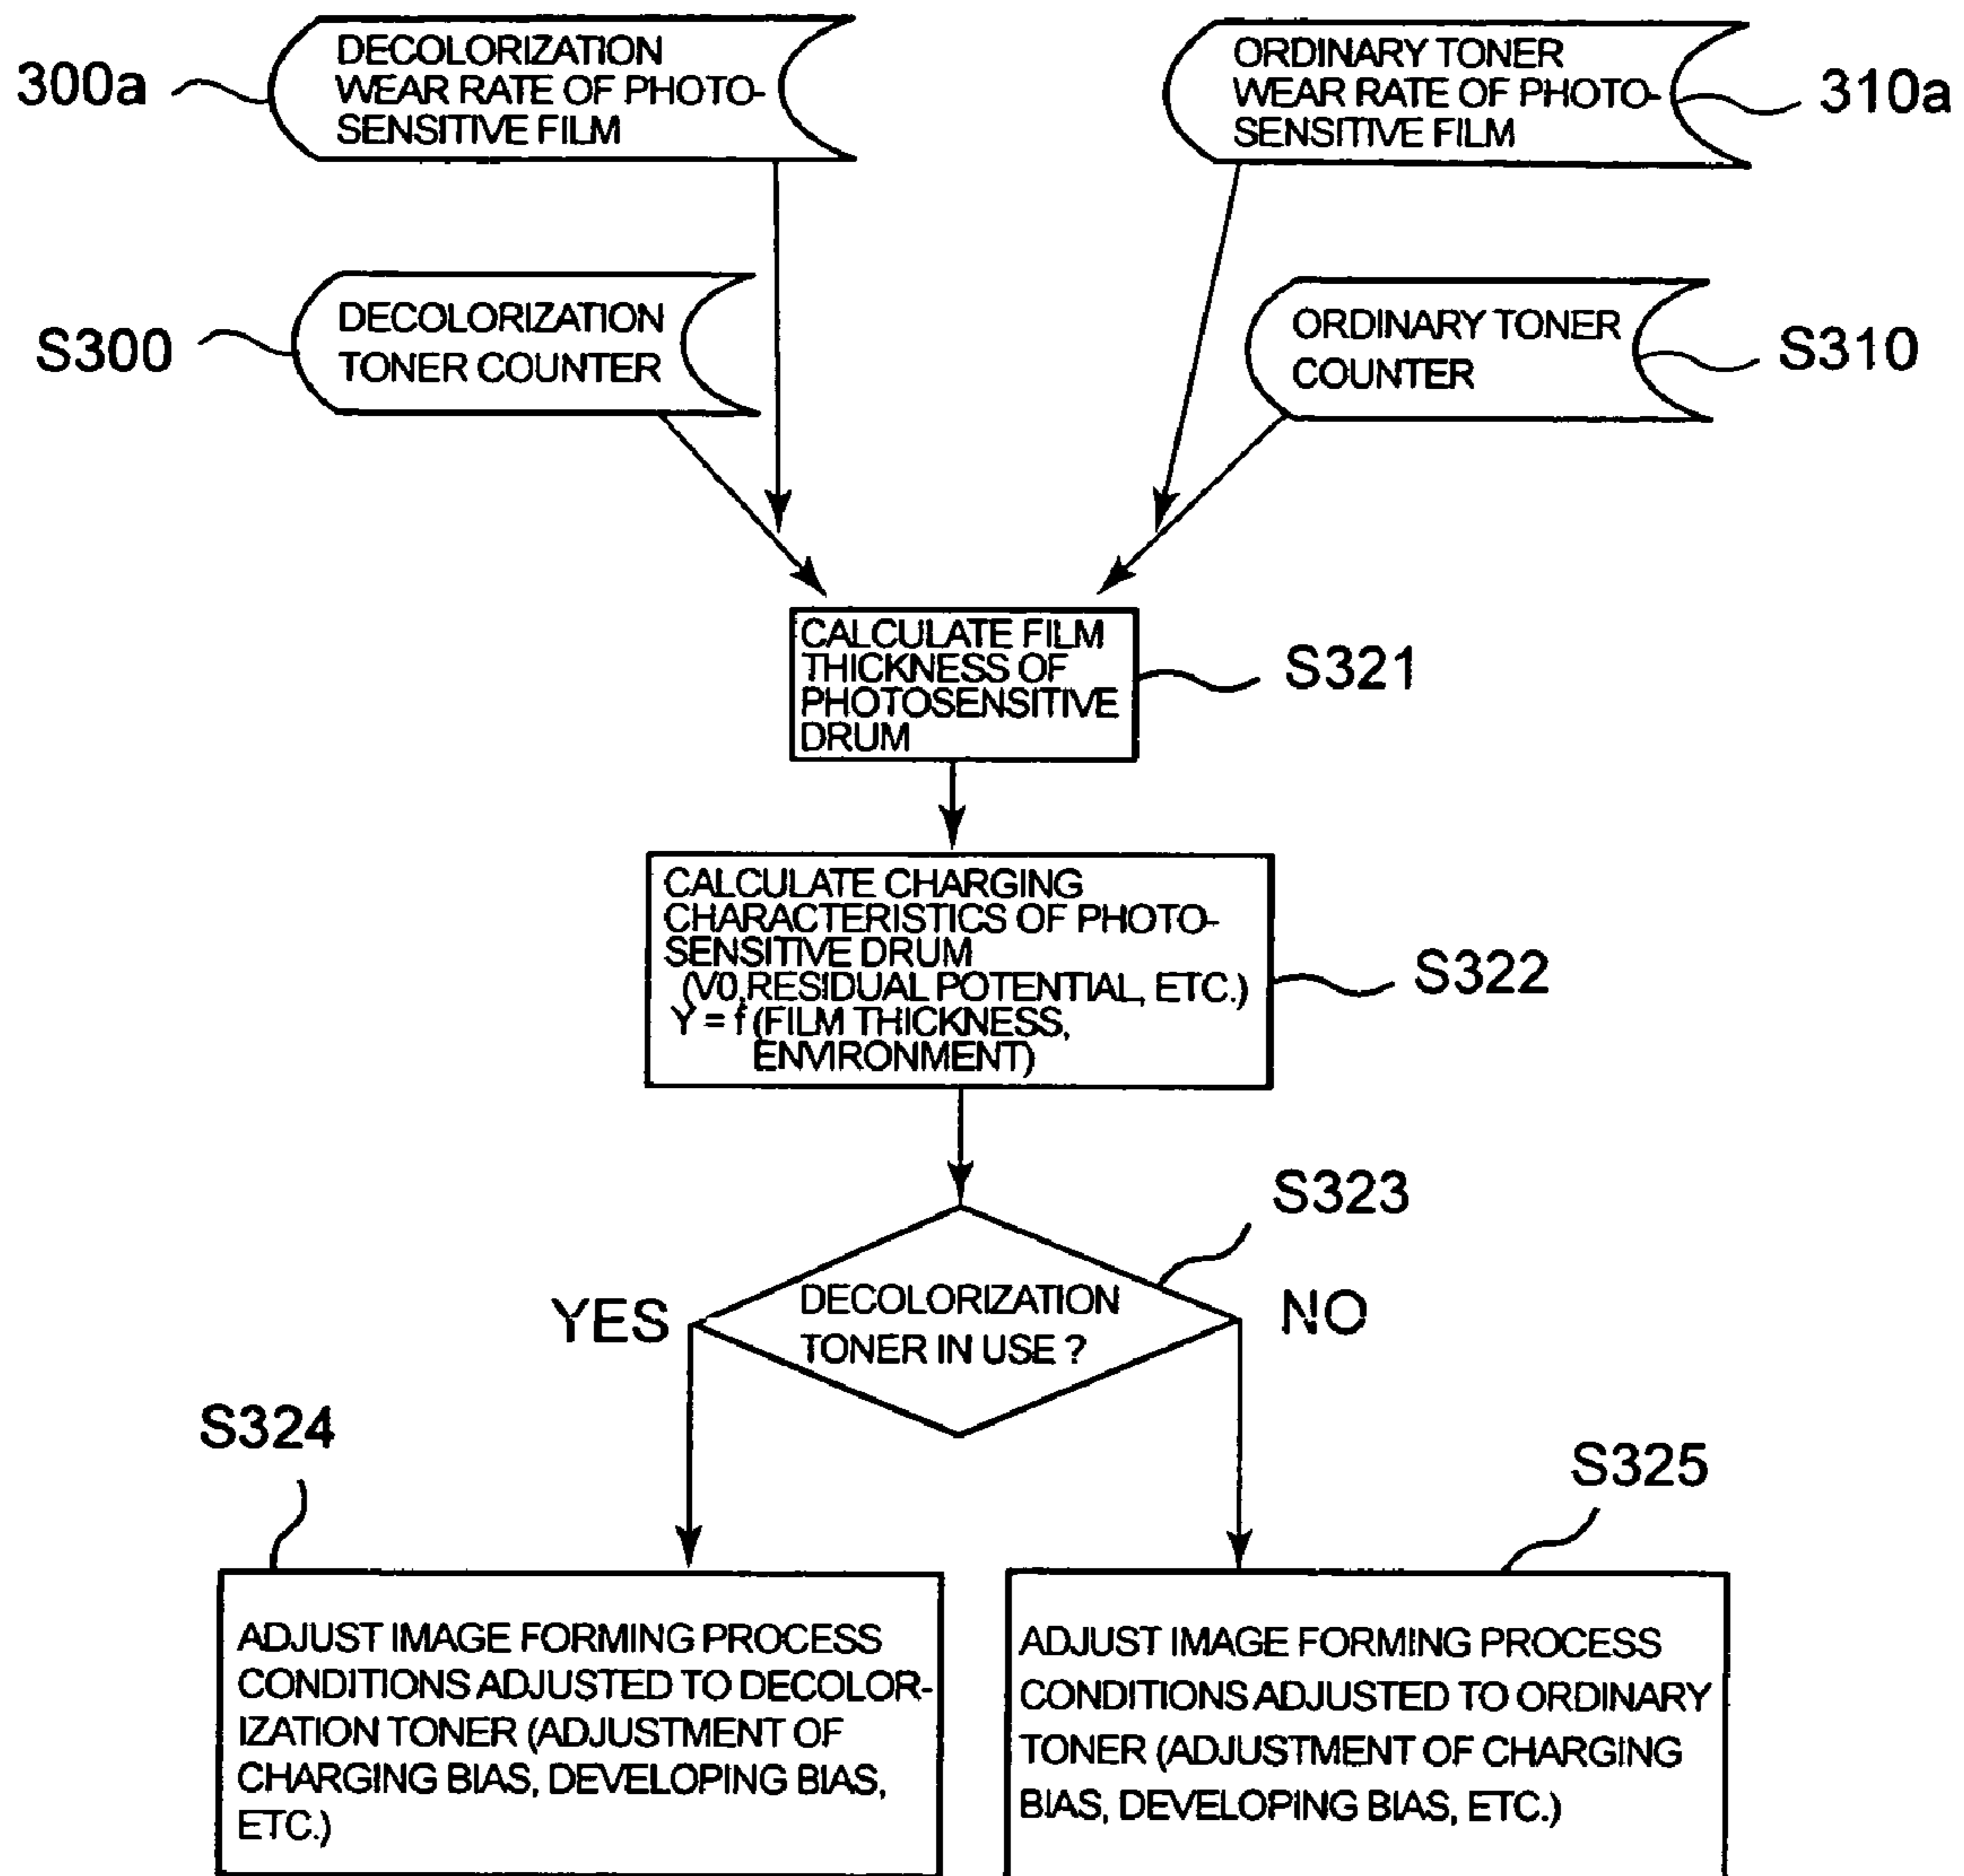 300a
DECOLORIZATION
WEAR RATE OF PHOTO-
SENSITIVE FILM
ORDINARY TONER
WEAR RATE OF PHOTO-
SENSITIVE FILM
310a
S300
DECOLORIZATION
TONER COUNTER
ORDINARY TONER
COUNTER
S310
CALCULATE FILM
THICKNESS OF
PHOTOSENSITIVE
DRUM
S321
CALCULATE CHARGING
CHARACTERISTICS OF PHOTO-
SENSITIVE DRUM
(V0,RESIDUAL POTENTIAL, ETC.)
Y = f (FILM THICKNESS,
ENVIRONMENT)
S322
S323
YES
DECOLORIZATION
TONER IN USE ?
NO
S324
S325
ADJUST IMAGE FORMING PROCESS
CONDITIONS ADJUSTED TO DECOLOR-
IZATION TONER (ADJUSTMENT OF
CHARGING BIAS, DEVELOPING BIAS,
ETC.)
ADJUST IMAGE FORMING PROCESS
CONDITIONS ADJUSTED TO ORDINARY
TONER (ADJUSTMENT OF CHARGING
BIAS, DEVELOPING BIAS, ETC.)